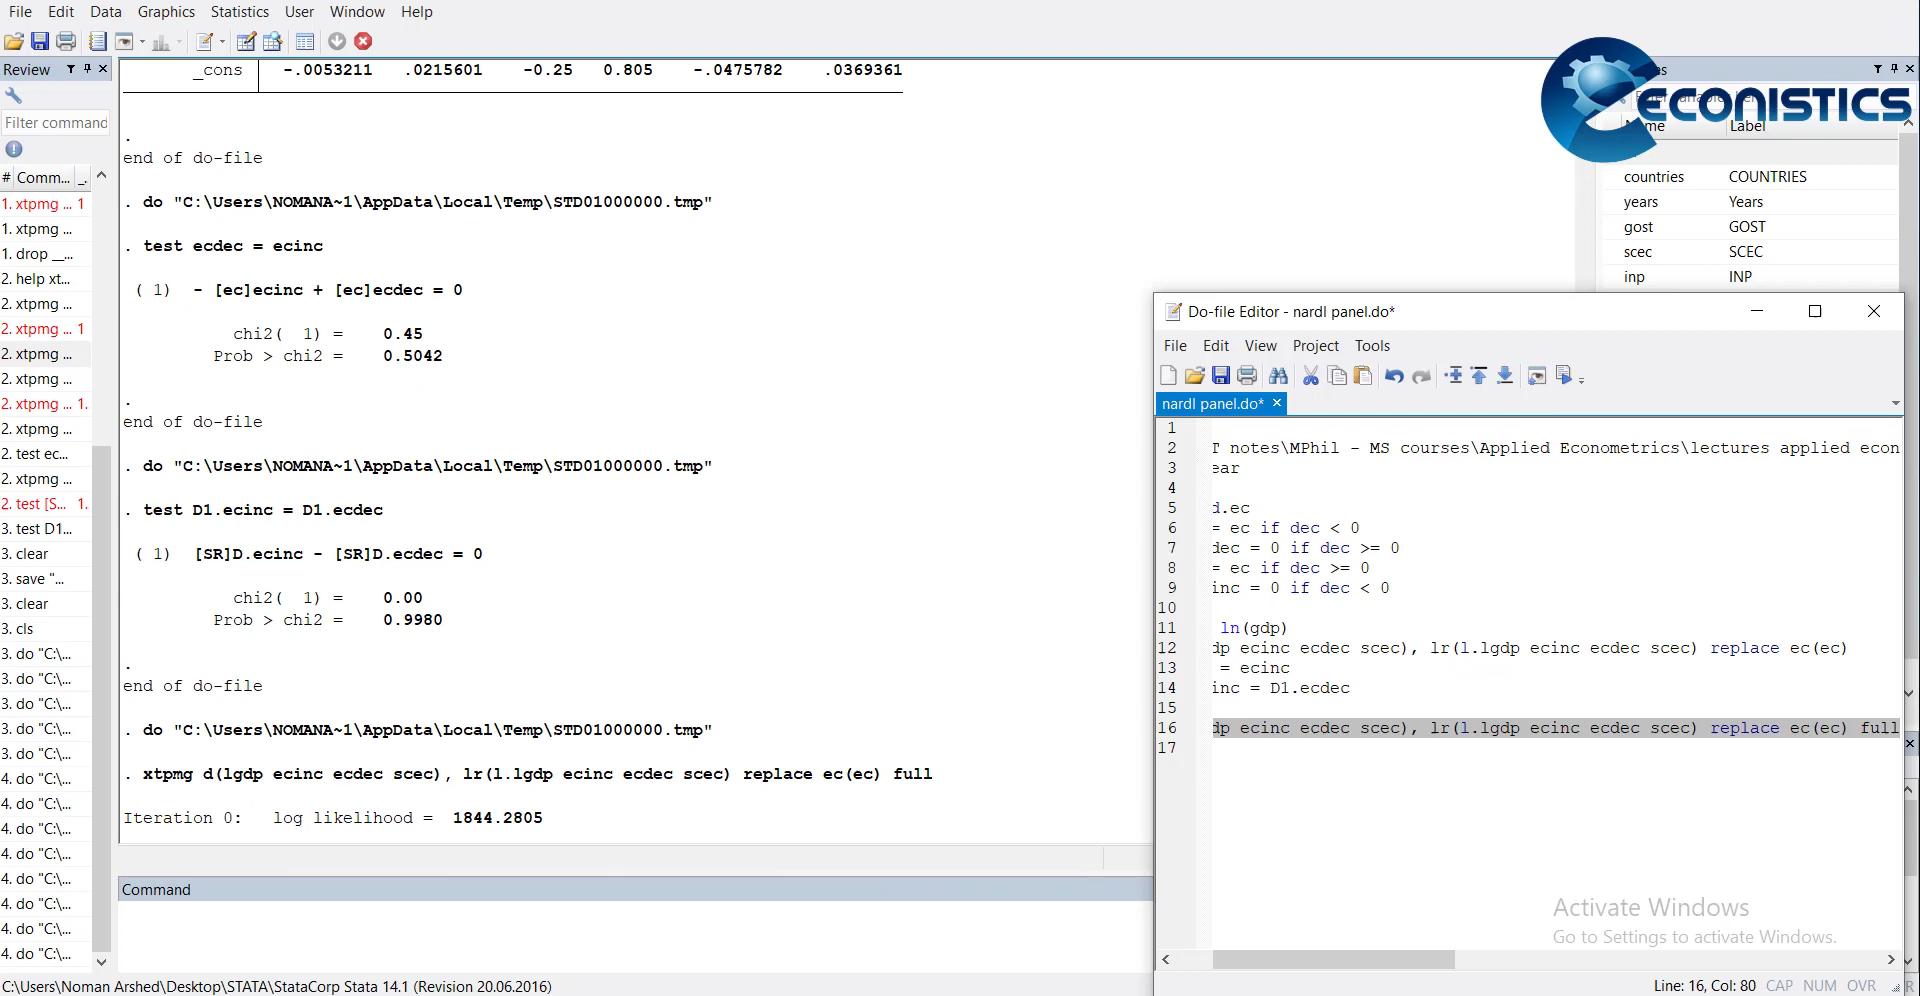 File Edit Data Graphics Statistics User Window Help
Review
Filter command
# Comm... _.
1. xtpmg ... 1
1. xtpmg ...
1. drop __...
2. help xt...
2. xtpmg ...
2. xtpmg ... 1
2. xtpmg ...
2. xtpmg ...
2. xtpmg ... 1.
2. xtpmg ...
2. test ec...
2. xtpmg ...
2. test [S... 1.
3. test D1...
3. clear
3. save "...
3. clear
3. cls
3. do "C:\...
3. do "C:\...
3. do "C:\...
3. do "C:\...
3. do "C:\...
4. do "C:\...
4. do "C:\...
4. do "C:\...
4. do "C:\...
4. do "C:\...
4. do "C:\...
4. do "C:\...
4. do "C:\...
_cons -.0053211 .0215601 -0.25 0.805 -.0475782 .0369361
.
end of do-file
. do "C:\Users\NOMANA~1\AppData\Local\Temp\STD01000000.tmp"
. test ecdec = ecinc
( 1) - [ec]ecinc + [ec]ecdec = 0
chi2( 1) = 0.45
Prob > chi2 = 0.5042
.
end of do-file
. do "C:\Users\NOMANA~1\AppData\Local\Temp\STD01000000.tmp"
. test D1.ecinc = D1.ecdec
( 1) [SR]D.ecinc - [SR]D.ecdec = 0
chi2( 1) = 0.00
Prob > chi2 = 0.9980
.
end of do-file
. do "C:\Users\NOMANA~1\AppData\Local\Temp\STD01000000.tmp"
. xtpmg d(lgdp ecinc ecdec scec), lr(l.lgdp ecinc ecdec scec) replace ec(ec) full
Iteration 0: log likelihood = 1844.2805
Command
ECONISTICS
Label
countries COUNTRIES
years Years
gost GOST
scec SCEC
inp INP
Do-file Editor - nardl panel.do*
File Edit View Project Tools
nardl panel.do* ×
1
2 T notes\MPhil - MS courses\Applied Econometrics\lectures applied econ
3 ear
4
5 d.ec
6 = ec if dec < 0
7 dec = 0 if dec >= 0
8 = ec if dec >= 0
9 inc = 0 if dec < 0
10
11 ln(gdp)
12 dp ecinc ecdec scec), lr(l.lgdp ecinc ecdec scec) replace ec(ec)
13 = ecinc
14 inc = D1.ecdec
15
16 dp ecinc ecdec scec), lr(l.lgdp ecinc ecdec scec) replace ec(ec) full
17
Activate Windows
Go to Settings to activate Windows.
Line: 16, Col: 80 CAP NUM OVR
C:\Users\Noman Arshed\Desktop\STATA\StataCorp Stata 14.1 (Revision 20.06.2016)